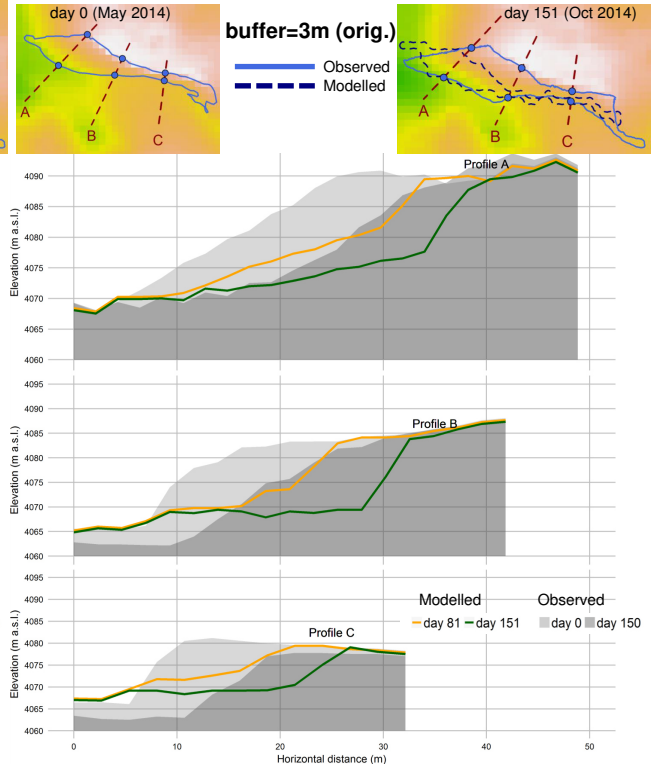 day 0 (May 2014)
A
B
C
buffer=3m (orig.)
Observed
Modelled
day 151 (Oct 2014)
A
B
C
Profile A
4090
4085
4080
4075
4070
4065
4060
Elevation (m a.s.l.)
Profile B
4095
4090
4085
4080
4075
4070
4065
4060
Elevation (m a.s.l.)
Modelled Observed
day 81 day 151 day 0 day 150
Profile C
4095
4090
4085
4080
4075
4070
4065
4060
Elevation (m a.s.l.)
0 10 20 30 40 50
Horizontal distance (m)